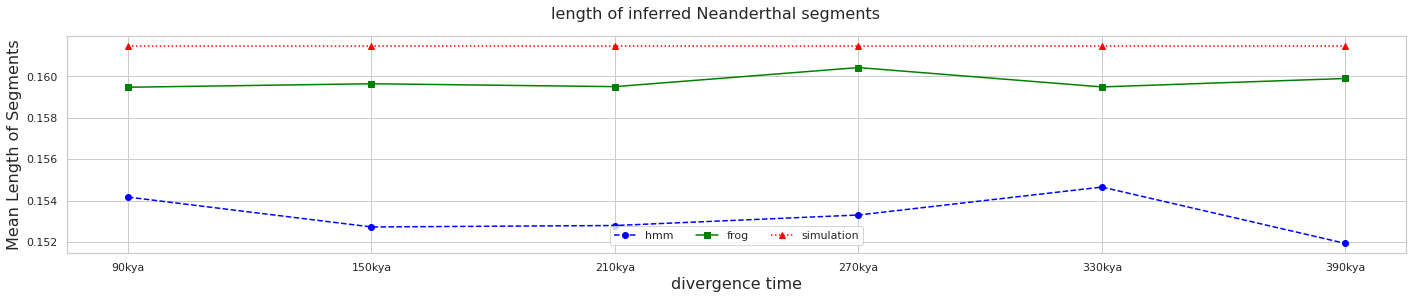 length of inferred Neanderthal segments
Mean Length of Segments
0.160
0.158
0.156
0.154
0.152
hmm frog simulation
90kya 150kya 210kya 270kya 330kya 390kya
divergence time